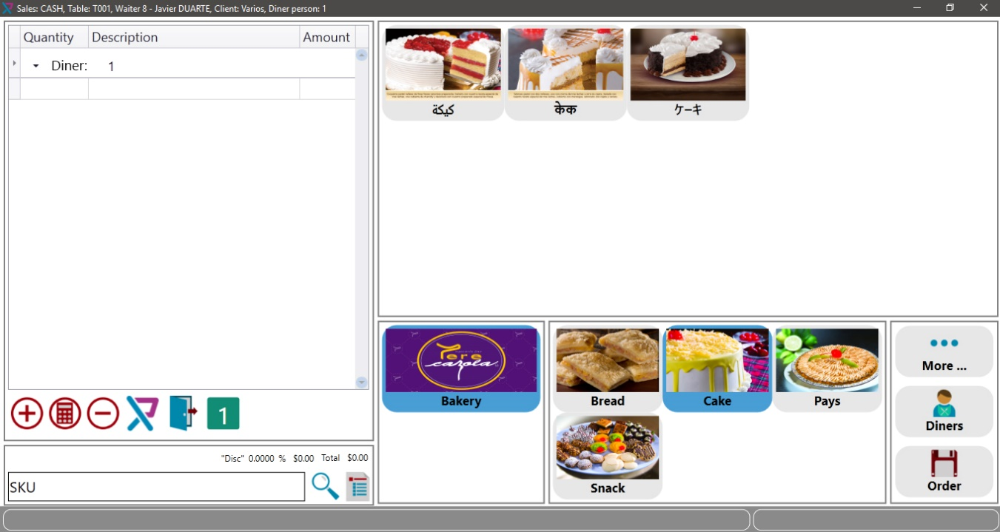 Sales: CASH, Table: T001, Waiter 8 - Javier DUARTE, Client: Varios, Diner person: 1
Quantity Description Amount
Diner: 1
"Disc" 0.0000 % $0.00 Total $0.00
SKU
1
كيكة
केक
ケーキ
Pere
carola
Bakery
Bread
Cake
Pays
Snack
More ...
Diners
Order